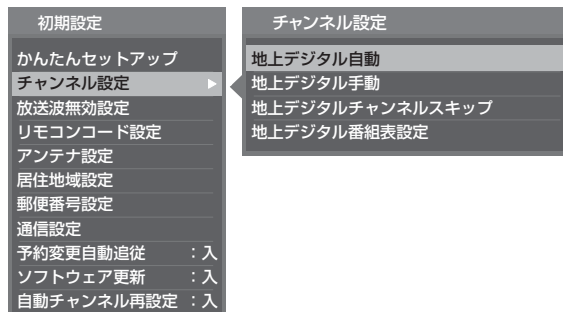 初期設定
かんたんセットアップ
チャンネル設定
放送波無効設定
リモコンコード設定
アンテナ設定
居住地域設定
郵便番号設定
通信設定
予約変更自動追従 ：入
ソフトウェア更新 ：入
自動チャンネル再設定 ：入
チャンネル設定
地上デジタル自動
地上デジタル手動
地上デジタルチャンネルスキップ
地上デジタル番組表設定